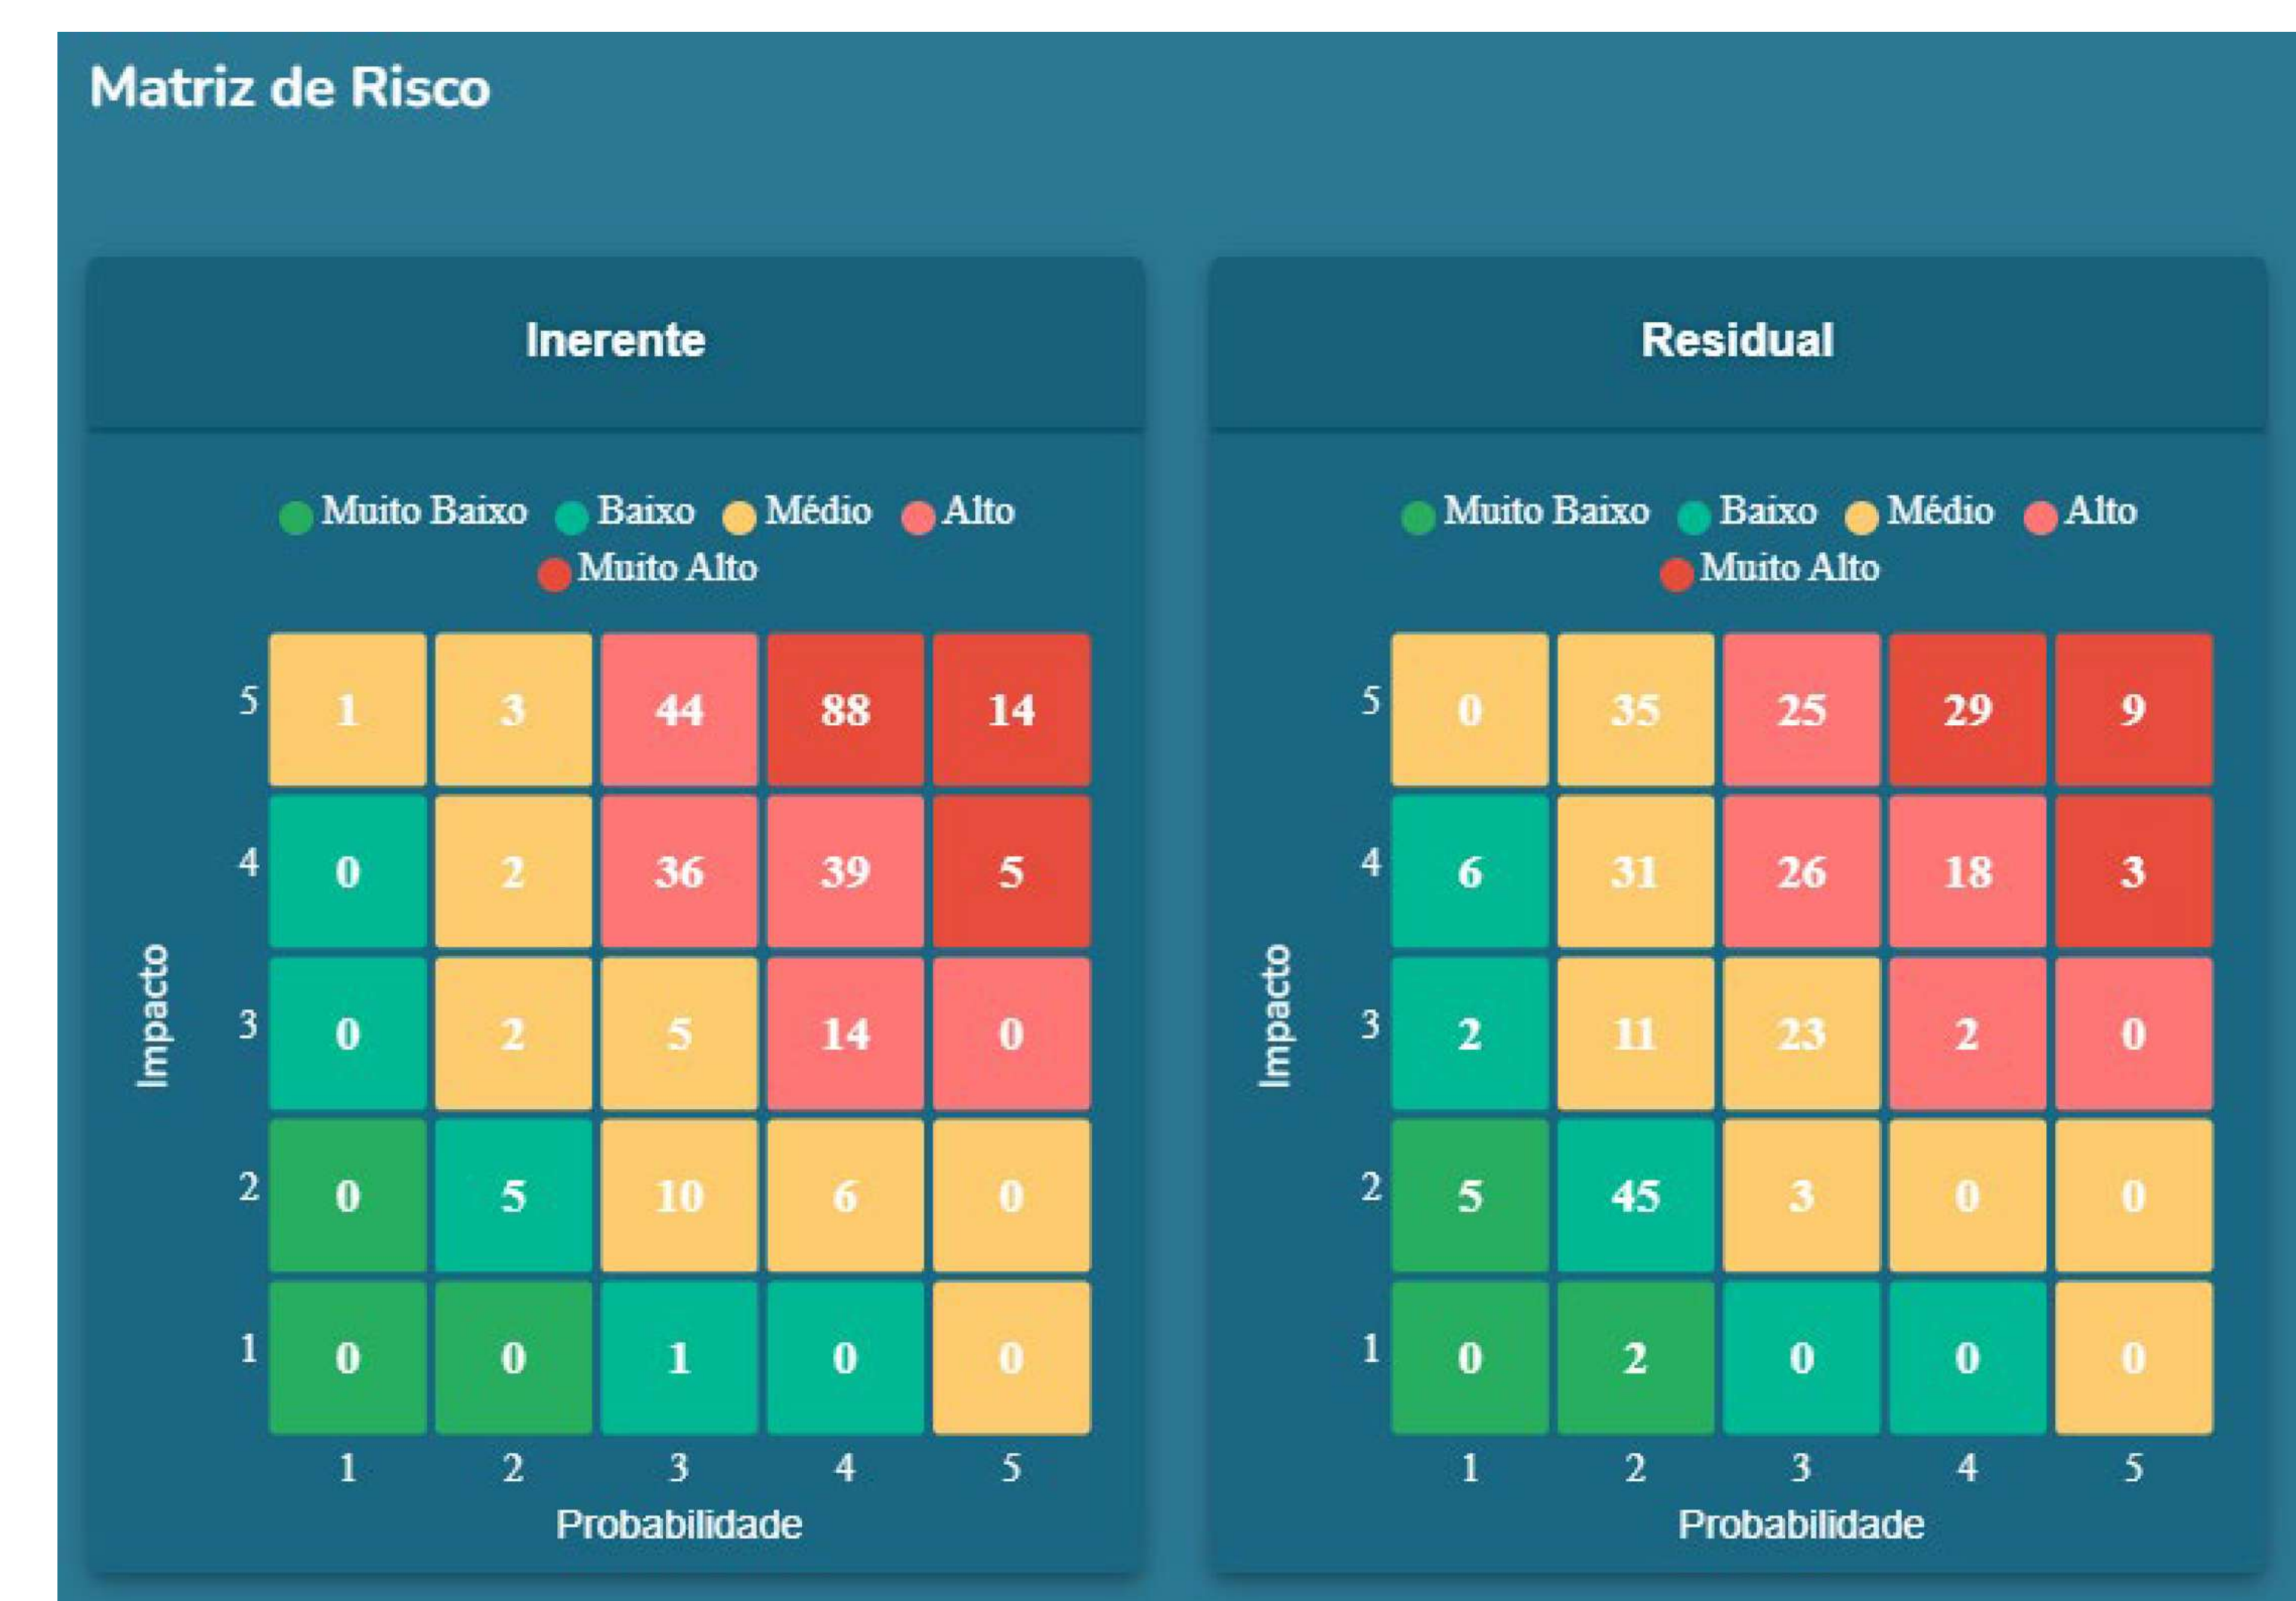 Matriz de Risco
Inerente
Muito Baixo Baixo Médio Alto
Muito Alto
5 1 3 44 88 14
4 0 2 36 39 5
3 0 2 5 14 0
2 0 5 10 6 0
1 0 0 1 0 0
1 2 3 4 5
Impacto
Probabilidade
Residual
Muito Baixo Baixo Médio Alto
Muito Alto
5 0 35 25 29 9
4 6 31 26 18 3
3 2 11 23 2 0
2 5 45 3 0 0
1 0 2 0 0 0
1 2 3 4 5
Impacto
Probabilidade